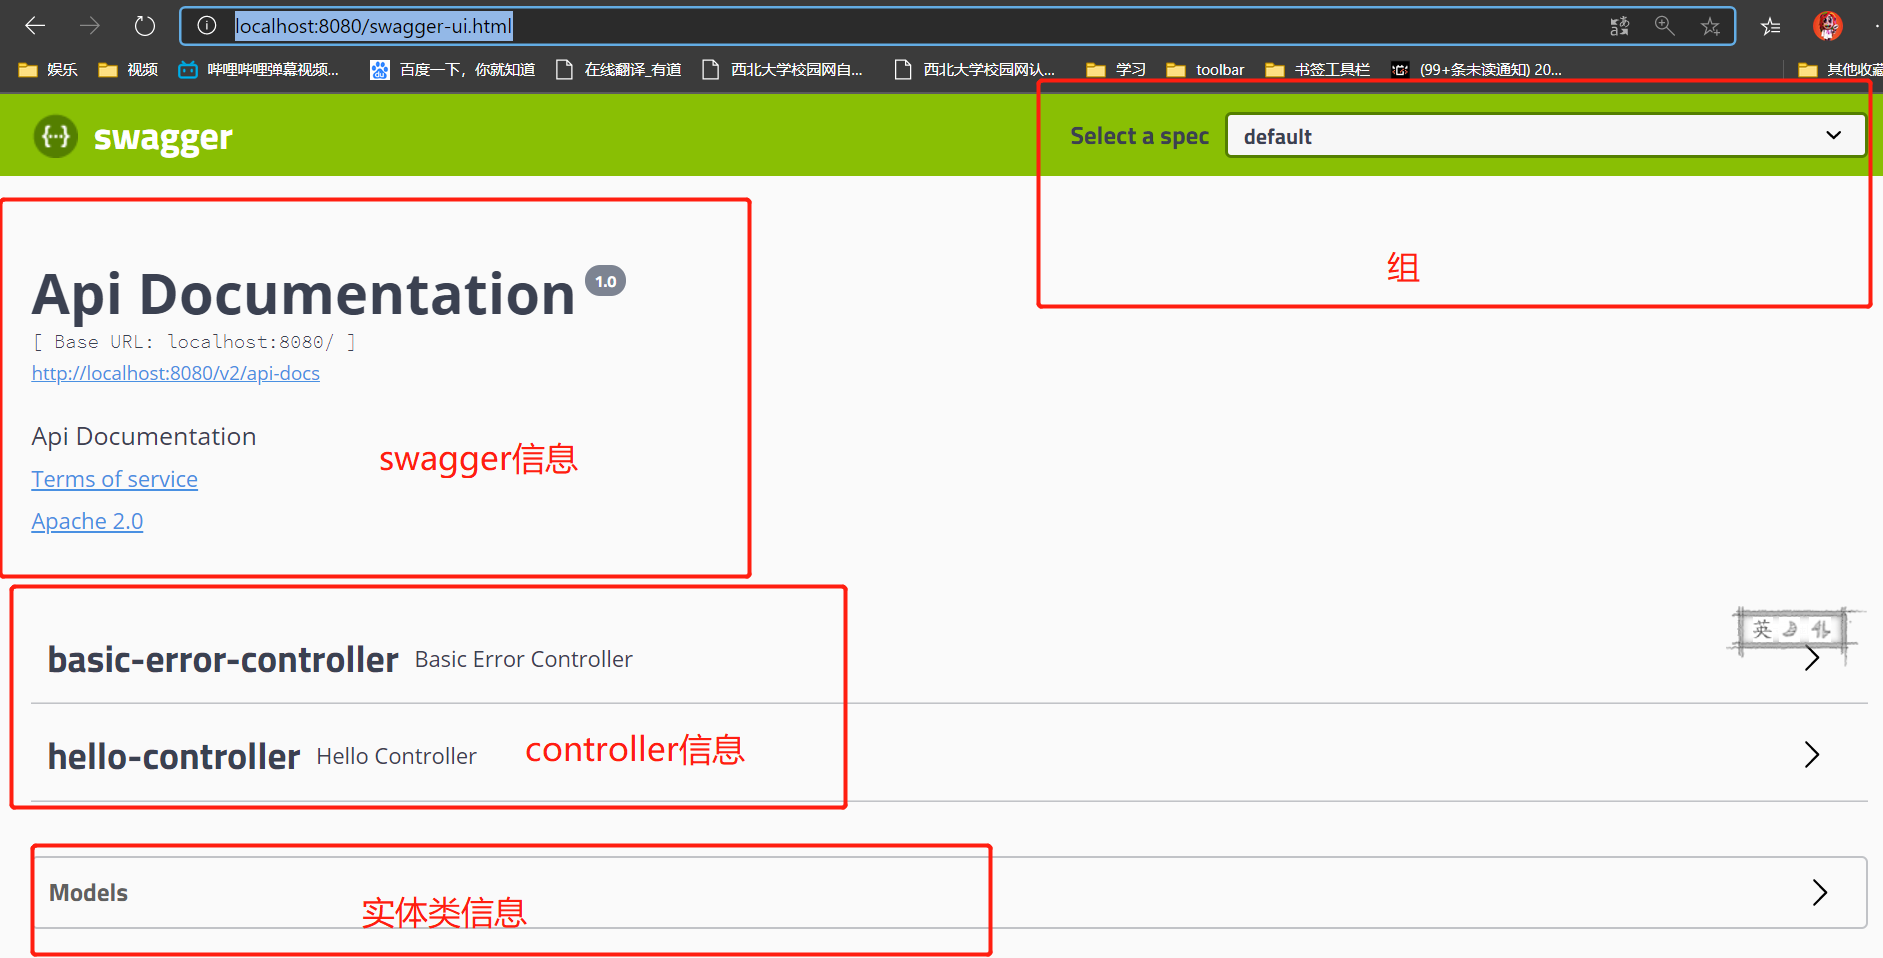 localhost:8080/swagger-ui.html
娱乐 视频 哔哩哔哩弹幕视频... 百度一下，你就知道 在线翻译_有道 西北大学校园网自... 西北大学校园网认... 学习 toolbar 书签工具栏 (99+条未读通知) 20... 其他收藏
swagger
Select a spec default
组
Api Documentation 1.0
[ Base URL: localhost:8080/ ]
http://localhost:8080/v2/api-docs
Api Documentation
swagger信息
Terms of service
Apache 2.0
英
basic-error-controller Basic Error Controller
hello-controller Hello Controller
controller信息
Models
实体类信息